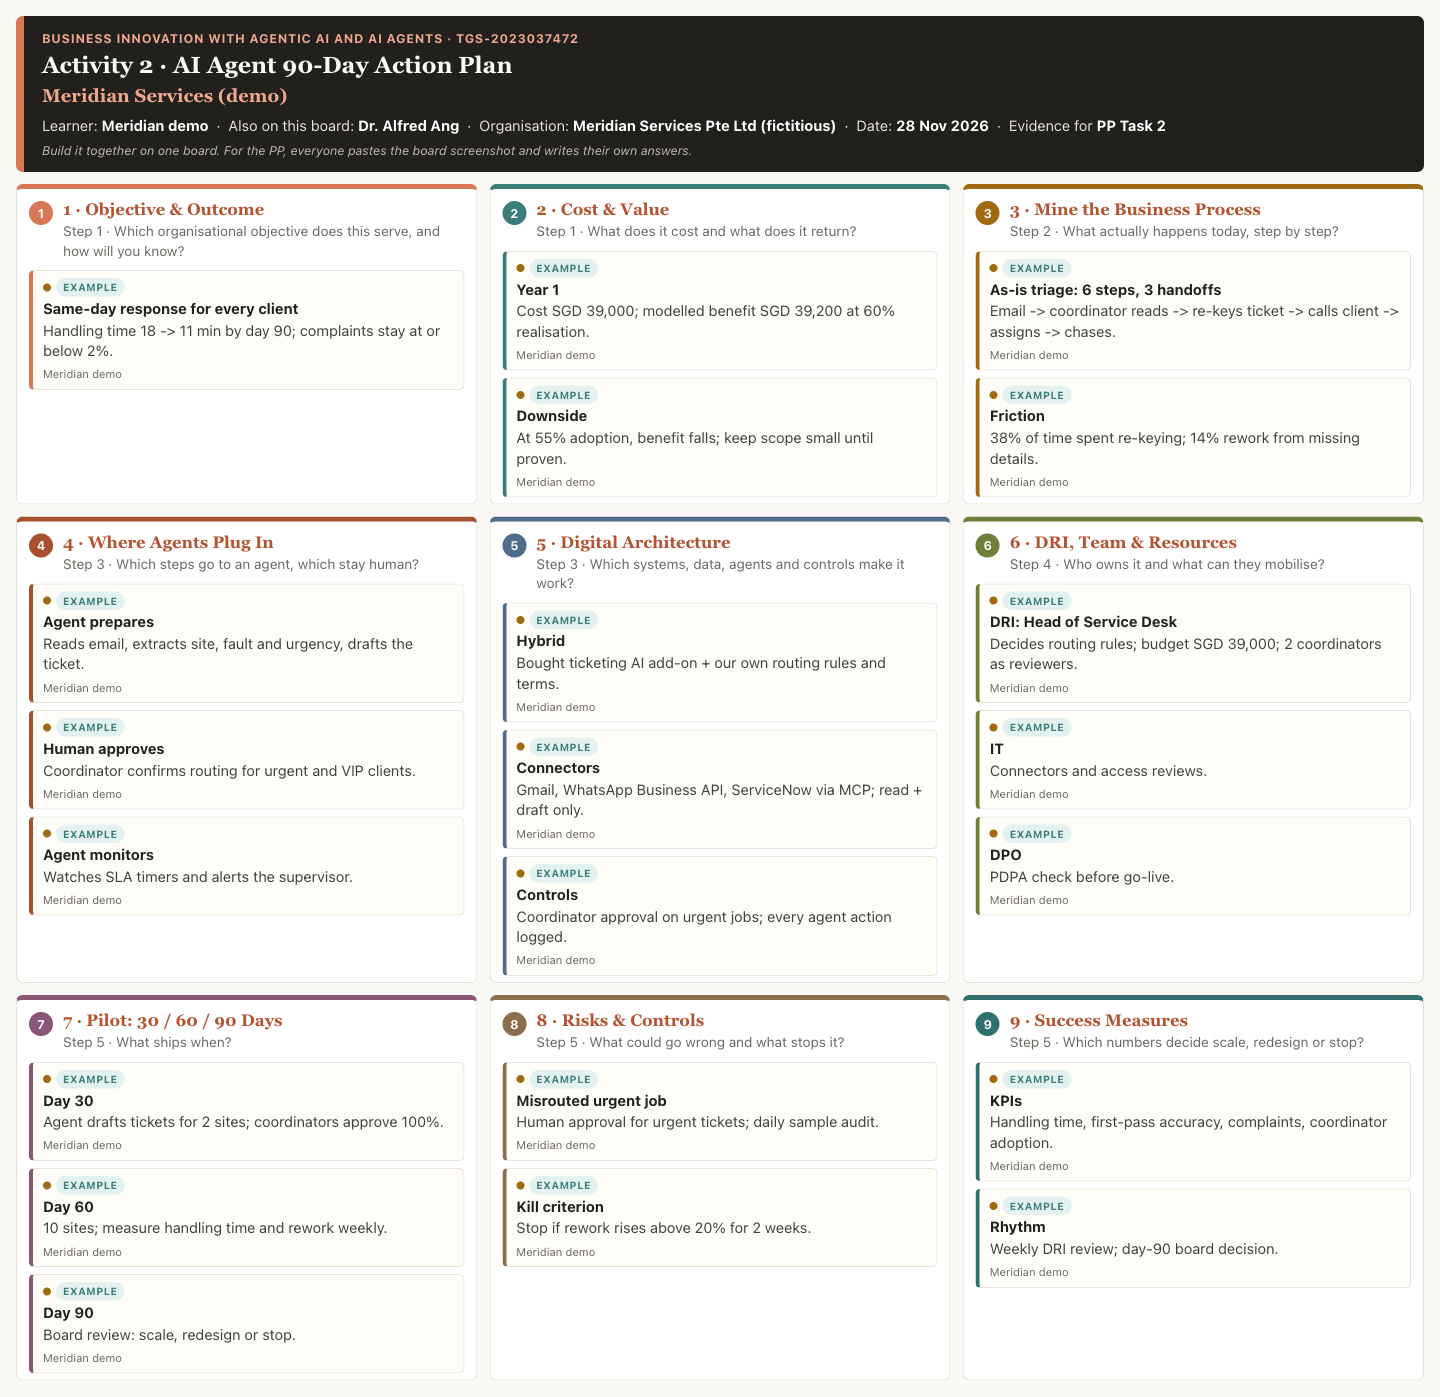 BUSINESS INNOVATION WITH AGENTIC AI AND AI AGENTS · TGS-2023037472
Activity 2 · AI Agent 90-Day Action Plan
Meridian Services (demo)
Learner: Meridian demo · Also on this board: Dr. Alfred Ang · Organisation: Meridian Services Pte Ltd (fictitious) · Date: 28 Nov 2026 · Evidence for PP Task 2
Build it together on one board. For the PP, everyone pastes the board screenshot and writes their own answers.
1
1 · Objective & Outcome
Step 1 · Which organisational objective does this serve, and
how will you know?
EXAMPLE
Same-day response for every client
Handling time 18 -> 11 min by day 90; complaints stay at or
below 2%.
Meridian demo
2
2 · Cost & Value
Step 1 · What does it cost and what does it return?
EXAMPLE
Year 1
Cost SGD 39,000; modelled benefit SGD 39,200 at 60%
realisation.
Meridian demo
EXAMPLE
Downside
At 55% adoption, benefit falls; keep scope small until
proven.
Meridian demo
3
3 · Mine the Business Process
Step 2 · What actually happens today, step by step?
EXAMPLE
As-is triage: 6 steps, 3 handoffs
Email -> coordinator reads -> re-keys ticket -> calls client ->
assigns -> chases.
Meridian demo
EXAMPLE
Friction
38% of time spent re-keying; 14% rework from missing
details.
Meridian demo
4
4 · Where Agents Plug In
Step 3 · Which steps go to an agent, which stay human?
EXAMPLE
Agent prepares
Reads email, extracts site, fault and urgency, drafts the
ticket.
Meridian demo
EXAMPLE
Human approves
Coordinator confirms routing for urgent and VIP clients.
Meridian demo
EXAMPLE
Agent monitors
Watches SLA timers and alerts the supervisor.
Meridian demo
5
5 · Digital Architecture
Step 3 · Which systems, data, agents and controls make it
work?
EXAMPLE
Hybrid
Bought ticketing AI add-on + our own routing rules and
terms.
Meridian demo
EXAMPLE
Connectors
Gmail, WhatsApp Business API, ServiceNow via MCP; read +
draft only.
Meridian demo
EXAMPLE
Controls
Coordinator approval on urgent jobs; every agent action
logged.
Meridian demo
6
6 · DRI, Team & Resources
Step 4 · Who owns it and what can they mobilise?
EXAMPLE
DRI: Head of Service Desk
Decides routing rules; budget SGD 39,000; 2 coordinators
as reviewers.
Meridian demo
EXAMPLE
IT
Connectors and access reviews.
Meridian demo
EXAMPLE
DPO
PDPA check before go-live.
Meridian demo
7
7 · Pilot: 30 / 60 / 90 Days
Step 5 · What ships when?
EXAMPLE
Day 30
Agent drafts tickets for 2 sites; coordinators approve 100%.
Meridian demo
EXAMPLE
Day 60
10 sites; measure handling time and rework weekly.
Meridian demo
EXAMPLE
Day 90
Board review: scale, redesign or stop.
Meridian demo
8
8 · Risks & Controls
Step 5 · What could go wrong and what stops it?
EXAMPLE
Misrouted urgent job
Human approval for urgent tickets; daily sample audit.
Meridian demo
EXAMPLE
Kill criterion
Stop if rework rises above 20% for 2 weeks.
Meridian demo
9
9 · Success Measures
Step 5 · Which numbers decide scale, redesign or stop?
EXAMPLE
KPIs
Handling time, first-pass accuracy, complaints, coordinator
adoption.
Meridian demo
EXAMPLE
Rhythm
Weekly DRI review; day-90 board decision.
Meridian demo